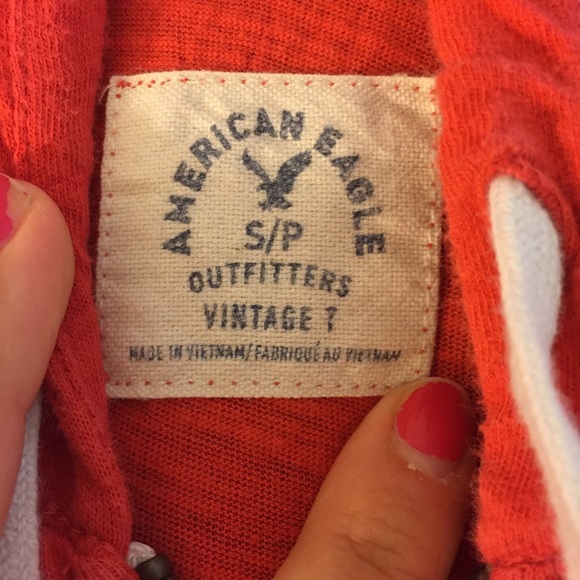 AMERICAN EAGLE
S/P
OUTFITTERS
VINTAGE T
MADE IN VIETNAM/FABRIQUÉ AU VIETNAM